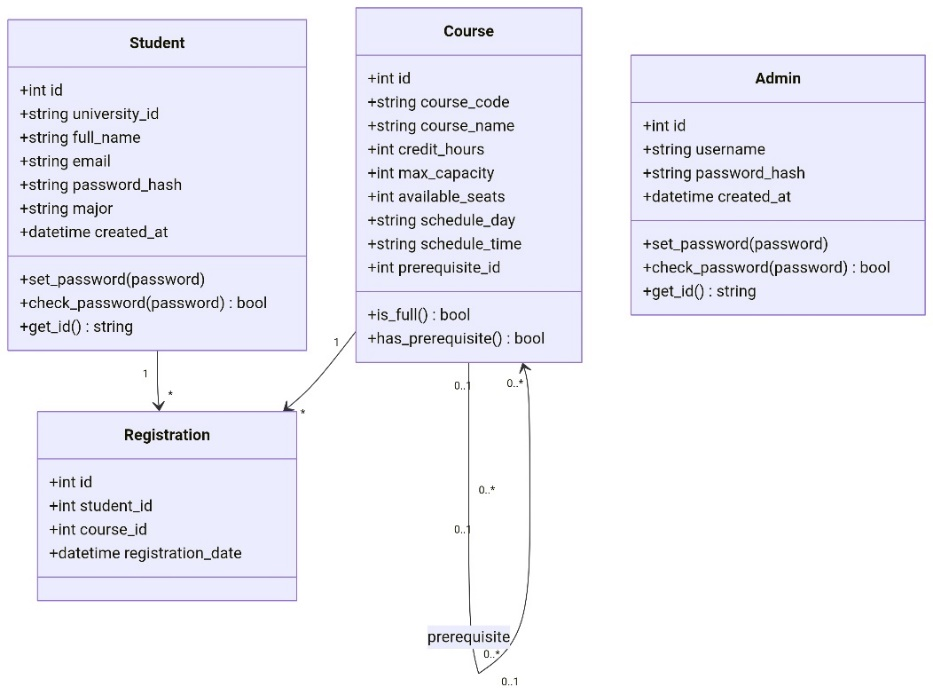 Student
+int id
+string university_id
+string full_name
+string email
+string password_hash
+string major
+datetime created_at
+set_password(password)
+check_password(password) : bool
+get_id() : string
Course
+int id
+string course_code
+string course_name
+int credit_hours
+int max_capacity
+int available_seats
+string schedule_day
+string schedule_time
+int prerequisite_id
+is_full() : bool
+has_prerequisite() : bool
Admin
+int id
+string username
+string password_hash
+datetime created_at
+set_password(password)
+check_password(password) : bool
+get_id() : string
1
*
1
*
Registration
+int id
+int student_id
+int course_id
+datetime registration_date
0..1
0..*
0..*
0..1
prerequisite
0..*
0..1